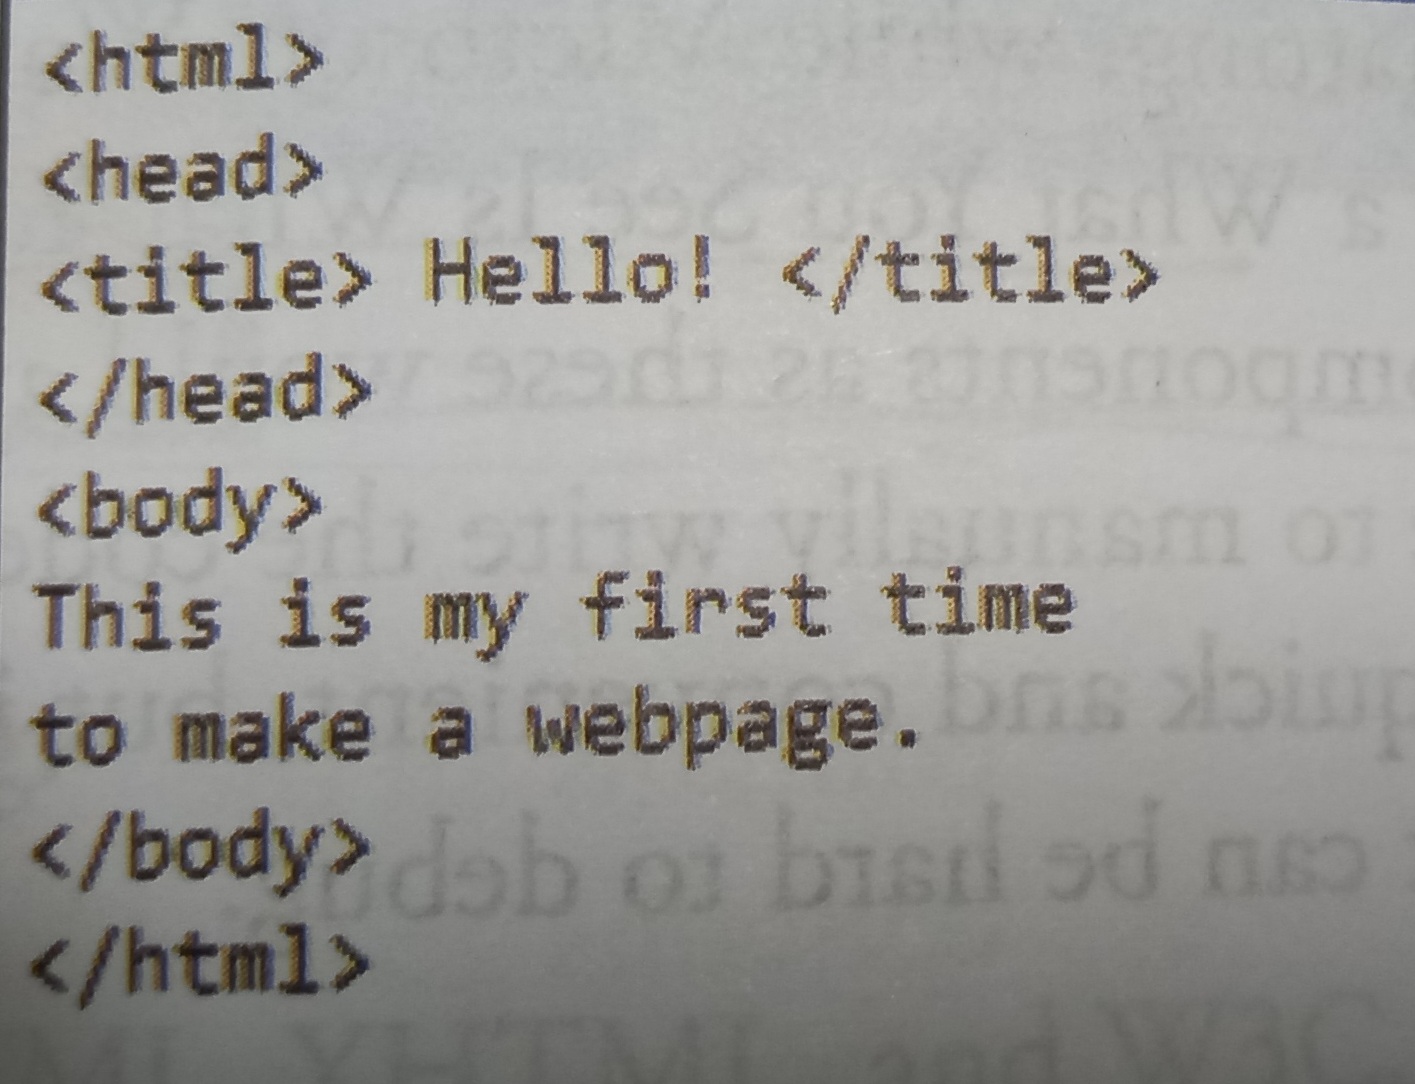 <html>
<head>
<title> Hello! </title>
</head>
<body>
This is my first time
to make a webpage.
</body>
</html>